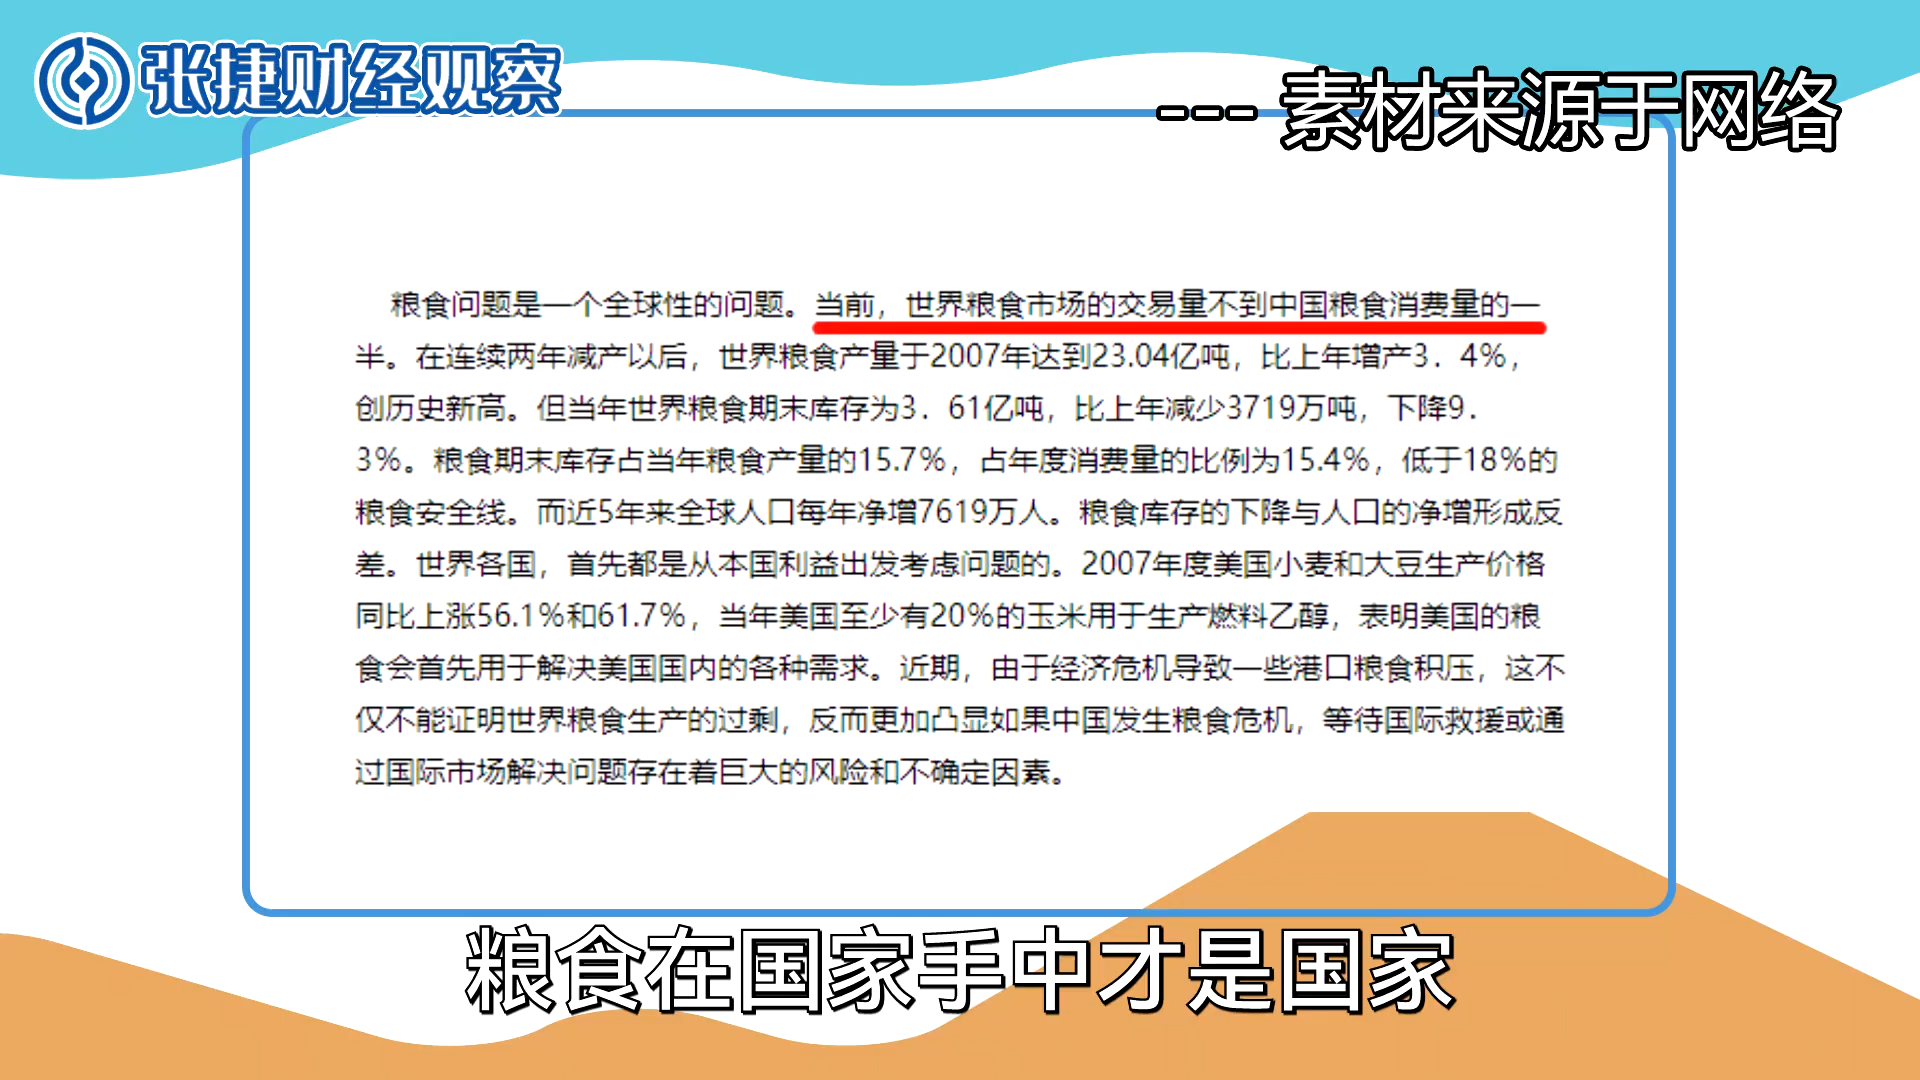 张捷财经观察
--- 素材来源于网络
粮食问题是一个全球性的问题。当前，世界粮食市场的交易量不到中国粮食消费量的一
半。在连续两年减产以后，世界粮食产量于2007年达到23.04亿吨，比上年增产3．4%，
创历史新高。但当年世界粮食期末库存为3．61亿吨，比上年减少3719万吨，下降9．
3%。粮食期末库存占当年粮食产量的15.7%，占年度消费量的比例为15.4%，低于18%的
粮食安全线。而近5年来全球人口每年净增7619万人。粮食库存的下降与人口的净增形成反
差。世界各国，首先都是从本国利益出发考虑问题的。2007年度美国小麦和大豆生产价格
同比上涨56.1%和61.7%，当年美国至少有20%的玉米用于生产燃料乙醇，表明美国的粮
食会首先用于解决美国国内的各种需求。近期，由于经济危机导致一些港口粮食积压，这不
仅不能证明世界粮食生产的过剩，反而更加凸显如果中国发生粮食危机，等待国际救援或通
过国际市场解决问题存在着巨大的风险和不确定因素。
粮食在国家手中才是国家